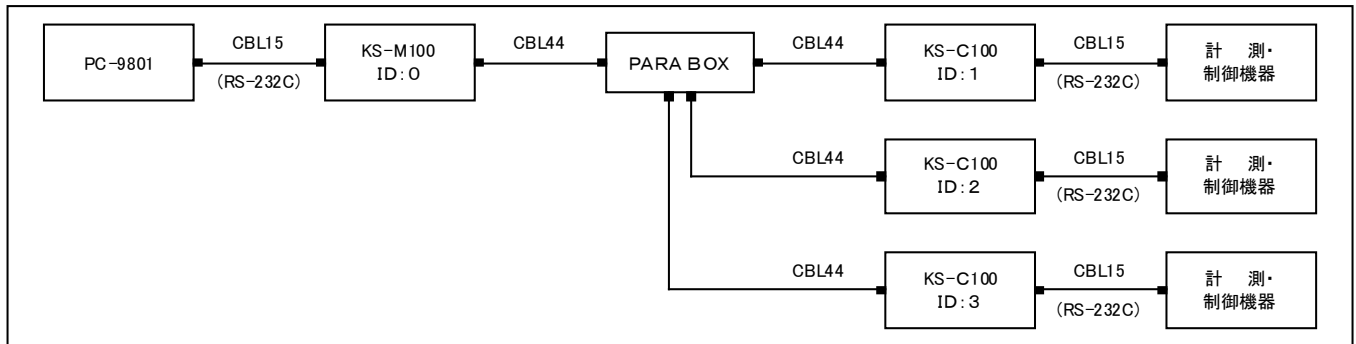 PC-9801
CBL15
(RS-232C)
KS-M100
ID:0
CBL44
PARA BOX
CBL44
KS-C100
ID:1
CBL15
(RS-232C)
計 測・
制御機器
CBL44
KS-C100
ID:2
CBL15
(RS-232C)
計 測・
制御機器
CBL44
KS-C100
ID:3
CBL15
(RS-232C)
計 測・
制御機器